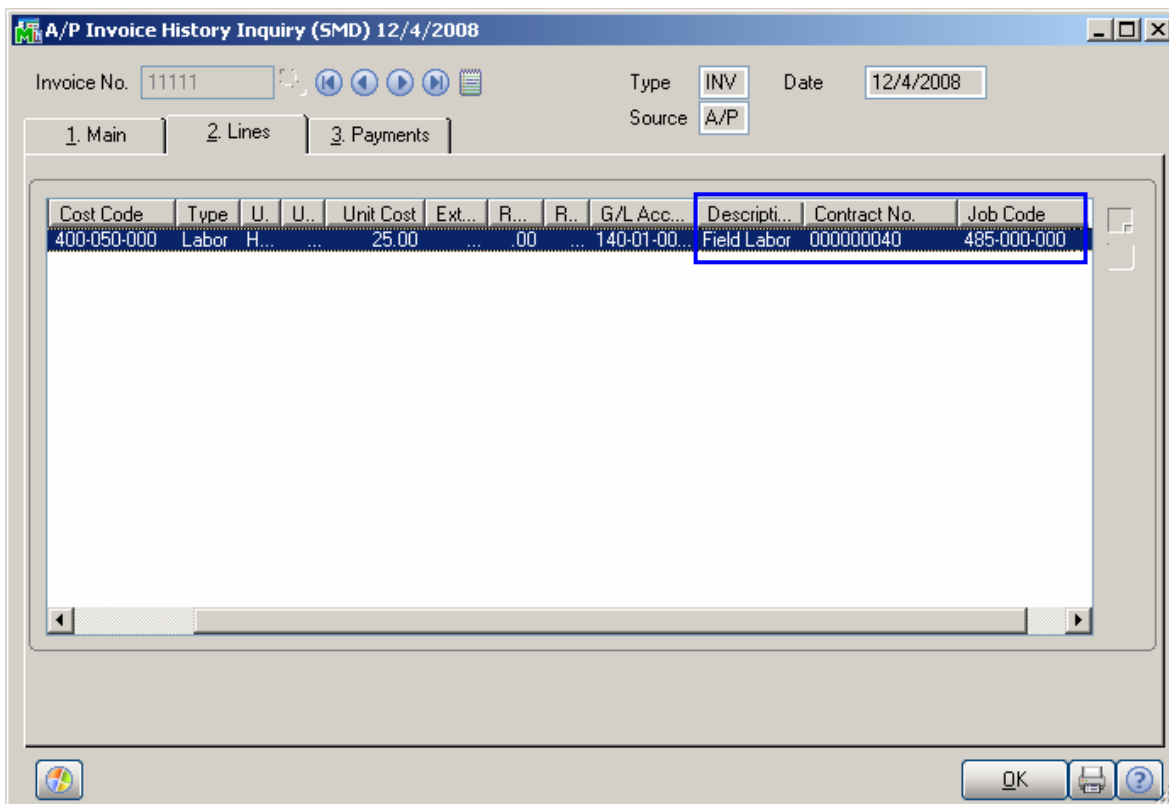 A/P Invoice History Inquiry (SMD) 12/4/2008
Invoice No. 11111 Type INV Date 12/4/2008
Source A/P
1. Main 2. Lines 3. Payments
Cost Code Type U. U.. Unit Cost Ext... R... R.. G/L Acc... Descripti... Contract No. Job Code
400-050-000 Labor H... ... 25.00 ... .00 ... 140-01-00... Field Labor 000000040 485-000-000
OK